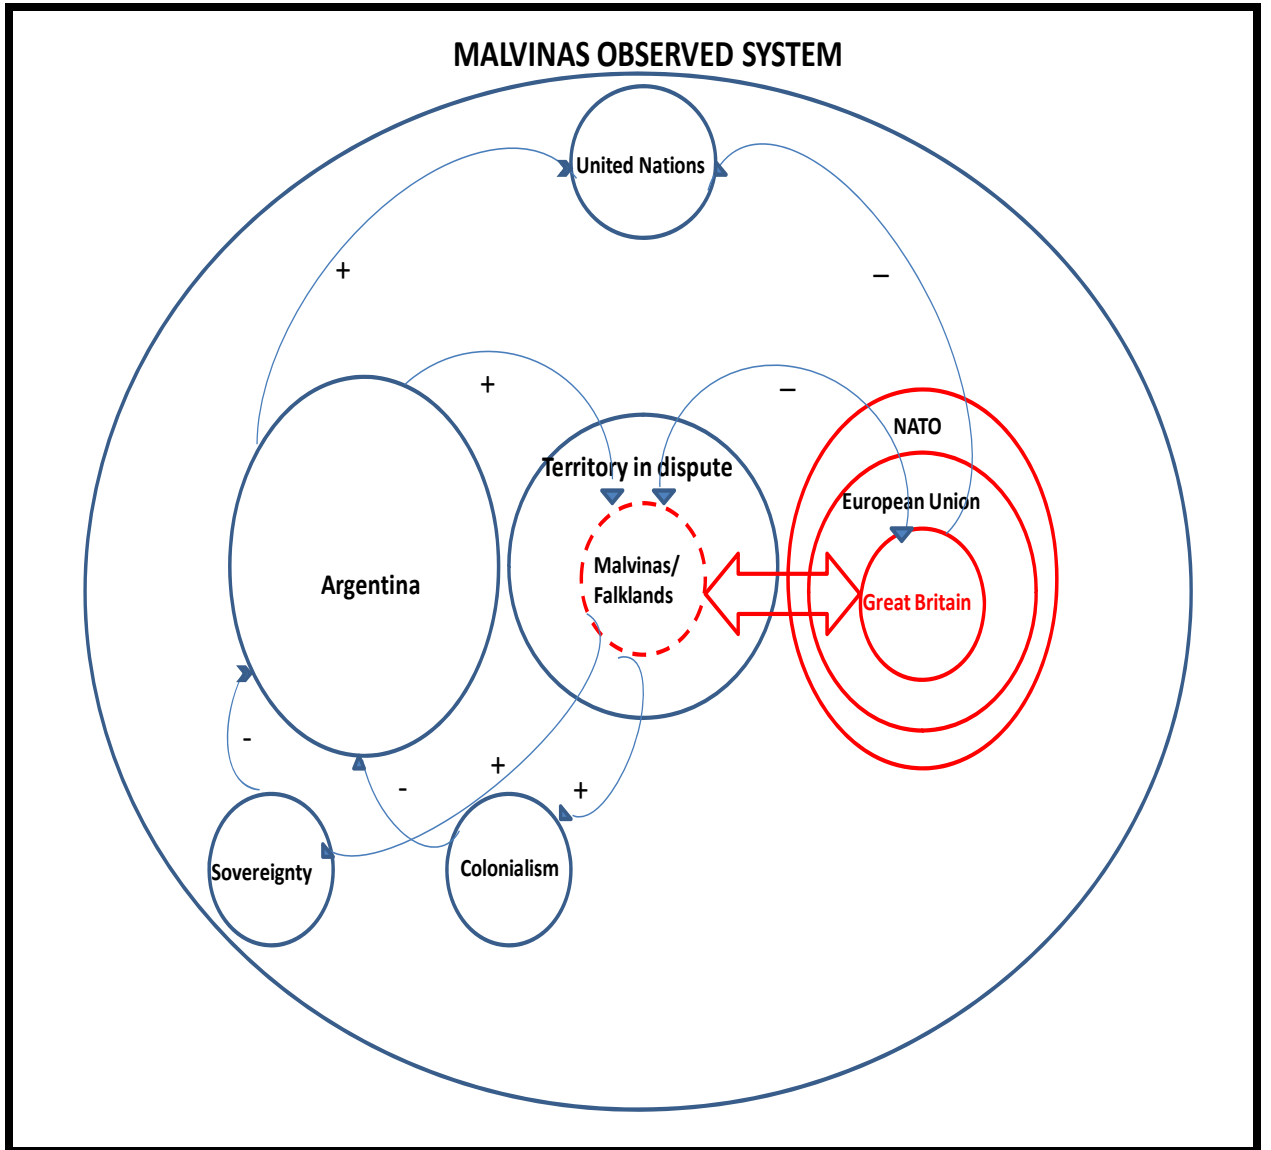 MALVINAS OBSERVED SYSTEM
United Nations
+
–
+
–
NATO
Territory in dispute
European Union
Malvinas/
Falklands
Argentina
Great Britain
-
+
-
+
Sovereignty
Colonialism